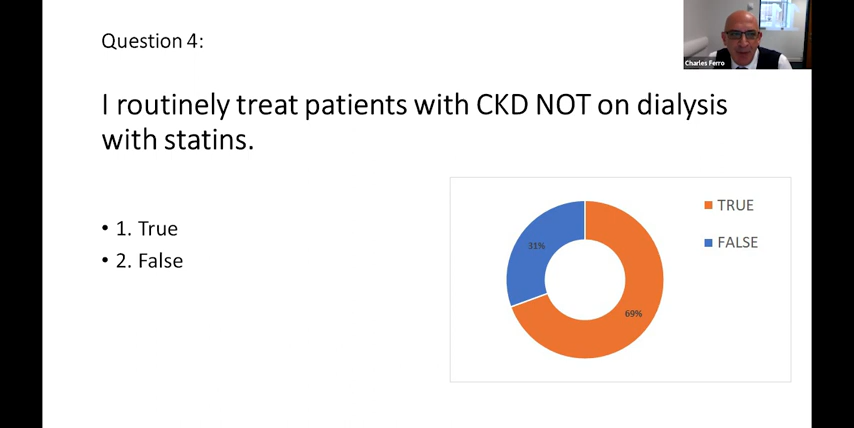 Question 4:
Charles Ferro
I routinely treat patients with CKD NOT on dialysis
with statins.
• 1. True
• 2. False
TRUE
FALSE
31%
69%